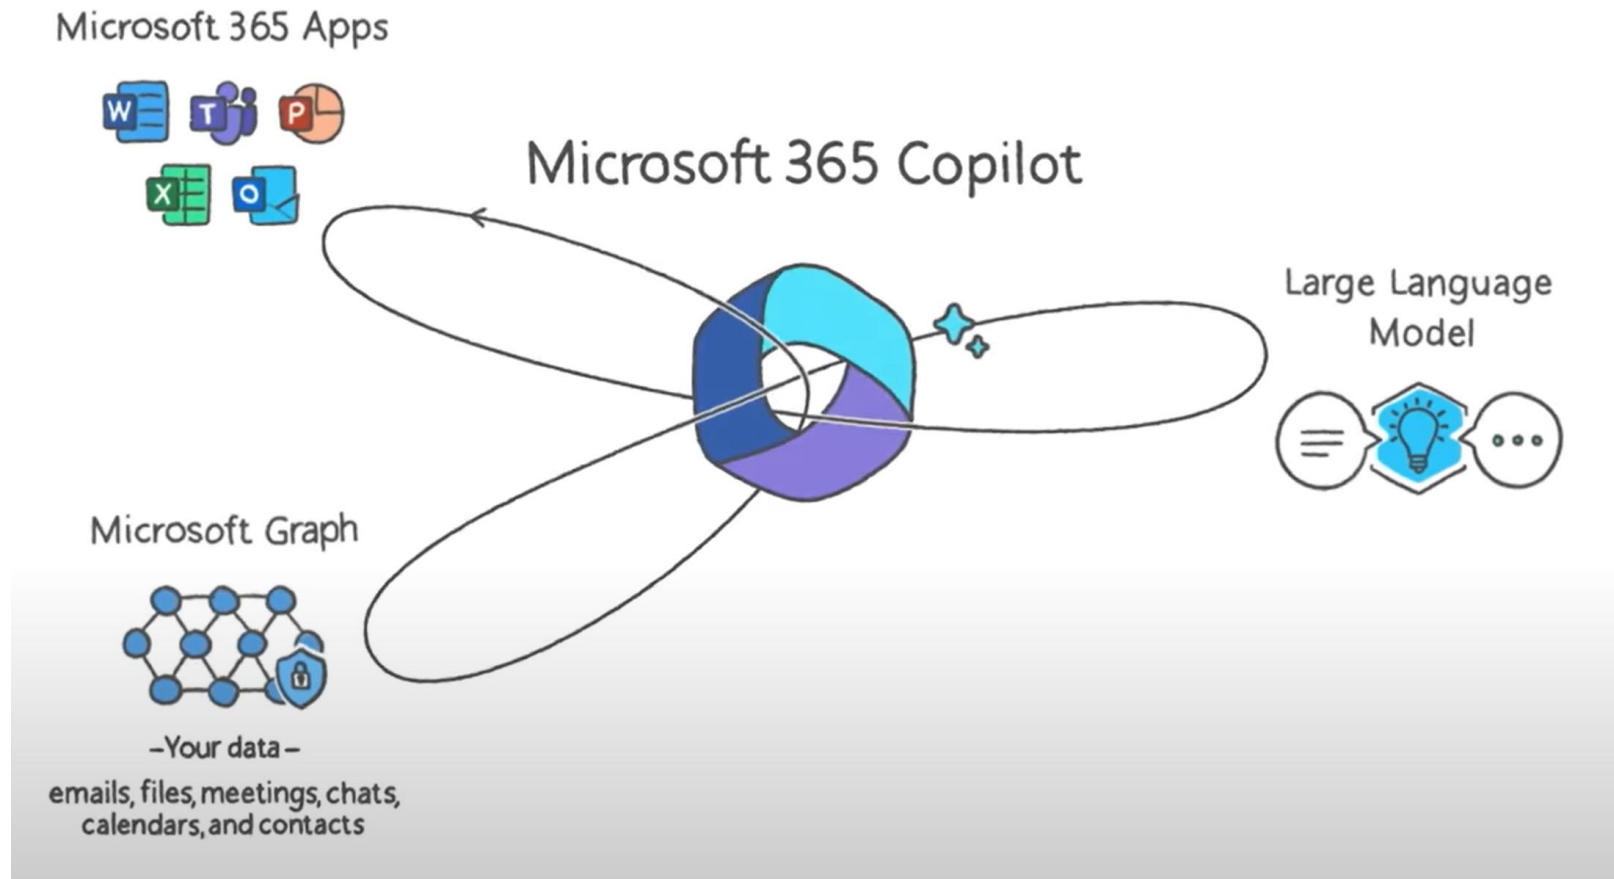 Microsoft 365 Apps
W T P
X O
Microsoft 365 Copilot
Large Language
Model
Microsoft Graph
-Your data-
emails, files, meetings, chats,
calendars, and contacts